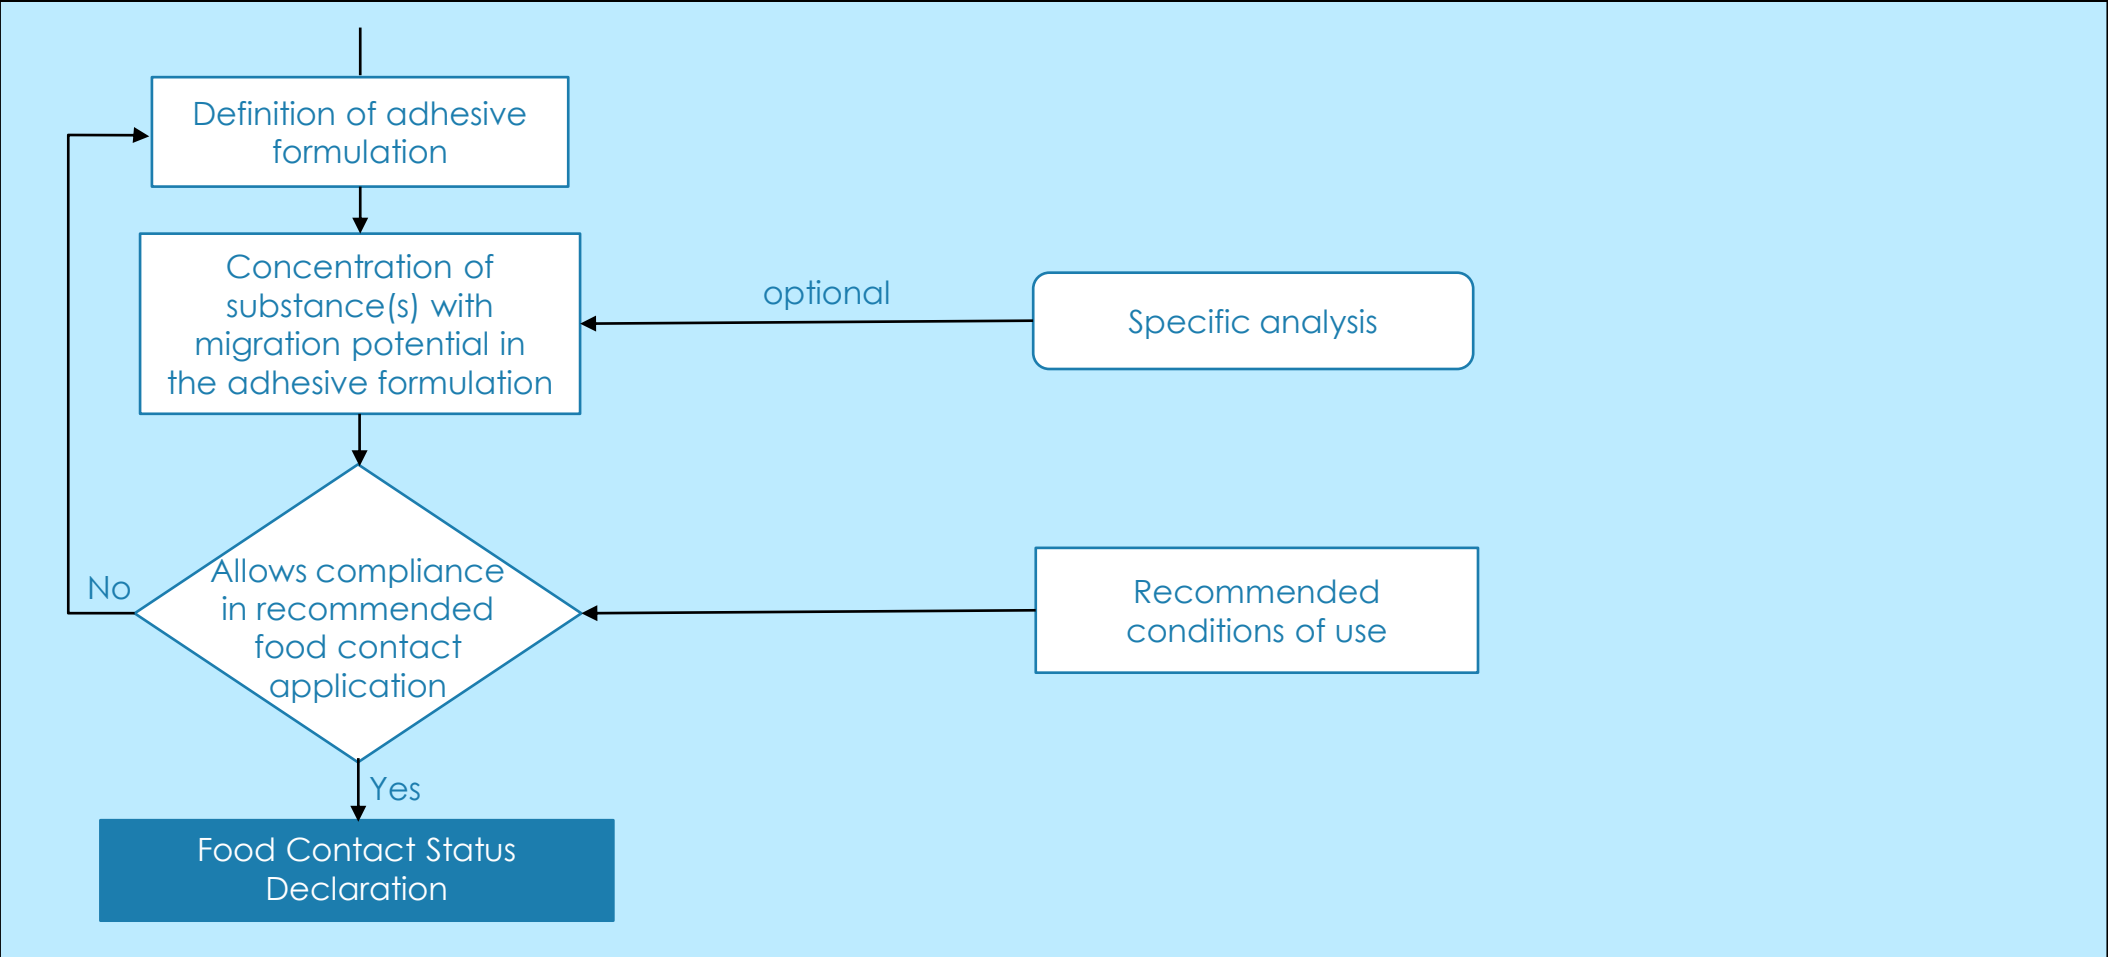 Definition of adhesive
formulation
Concentration of
substance(s) with
migration potential in
the adhesive formulation
optional
Specific analysis
Allows compliance
in recommended
food contact
application
No
Recommended
conditions of use
Yes
Food Contact Status
Declaration